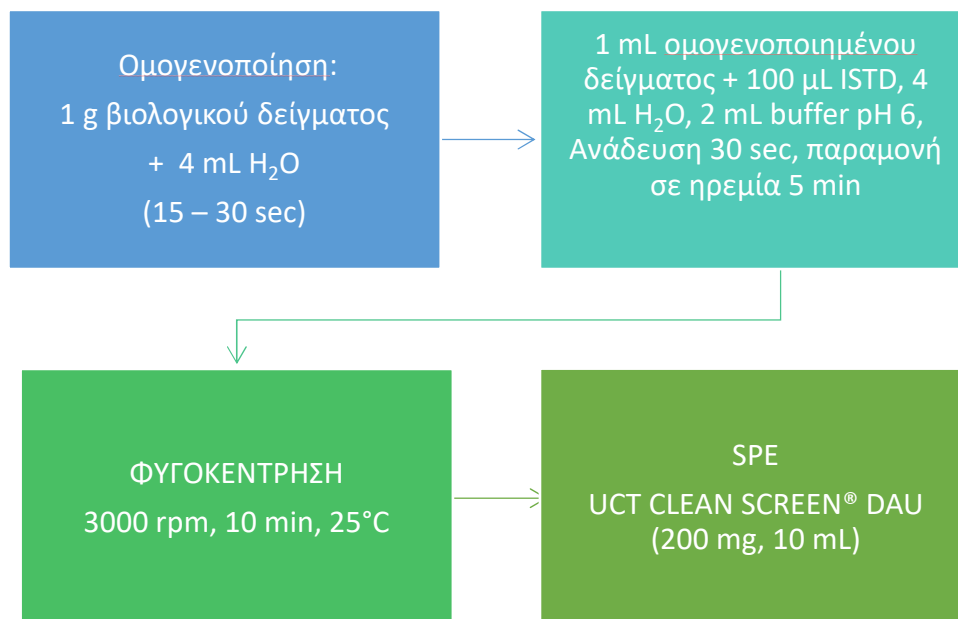 Ομογενοποίηση:
1 g βιολογικού δείγματος
+ 4 mL H₂O
(15 – 30 sec)
1 mL ομογενοποιημένου
δείγματος + 100 μL ISTD, 4
mL H₂O, 2 mL buffer pH 6,
Ανάδευση 30 sec, παραμονή
σε ηρεμία 5 min
ΦΥΓΟΚΕΝΤΡΗΣΗ
3000 rpm, 10 min, 25°C
SPE
UCT CLEAN SCREEN® DAU
(200 mg, 10 mL)